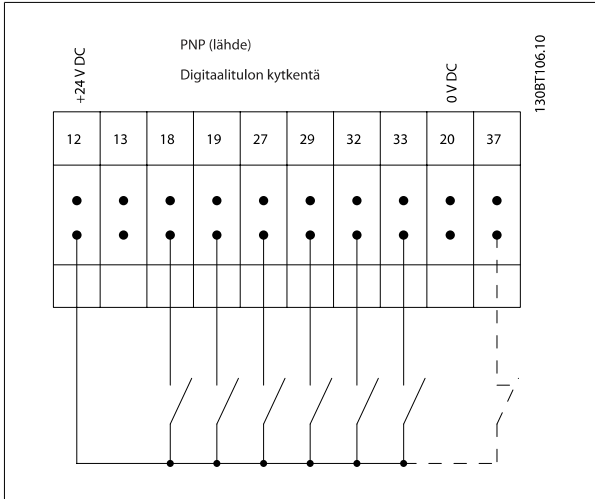 PNP (lähde)
Digitaalitulon kytkentä
+24 V DC
0 V DC
130BT106.10
12 13 18 19 27 29 32 33 20 37